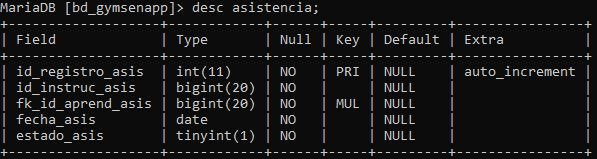 MariaDB [bd_gymsenapp]> desc asistencia;
+------------------+------------+------+-----+---------+----------------+
| Field            | Type       | Null | Key | Default | Extra          |
+------------------+------------+------+-----+---------+----------------+
| id_registro_asis | int(11)    | NO   | PRI | NULL    | auto_increment |
| id_instruc_asis  | bigint(20) | NO   |     | NULL    |                |
| fk_id_aprend_asis | bigint(20) | NO   | MUL | NULL    |                |
| fecha_asis       | date       | NO   |     | NULL    |                |
| estado_asis      | tinyint(1) | NO   |     | NULL    |                |
+------------------+------------+------+-----+---------+----------------+